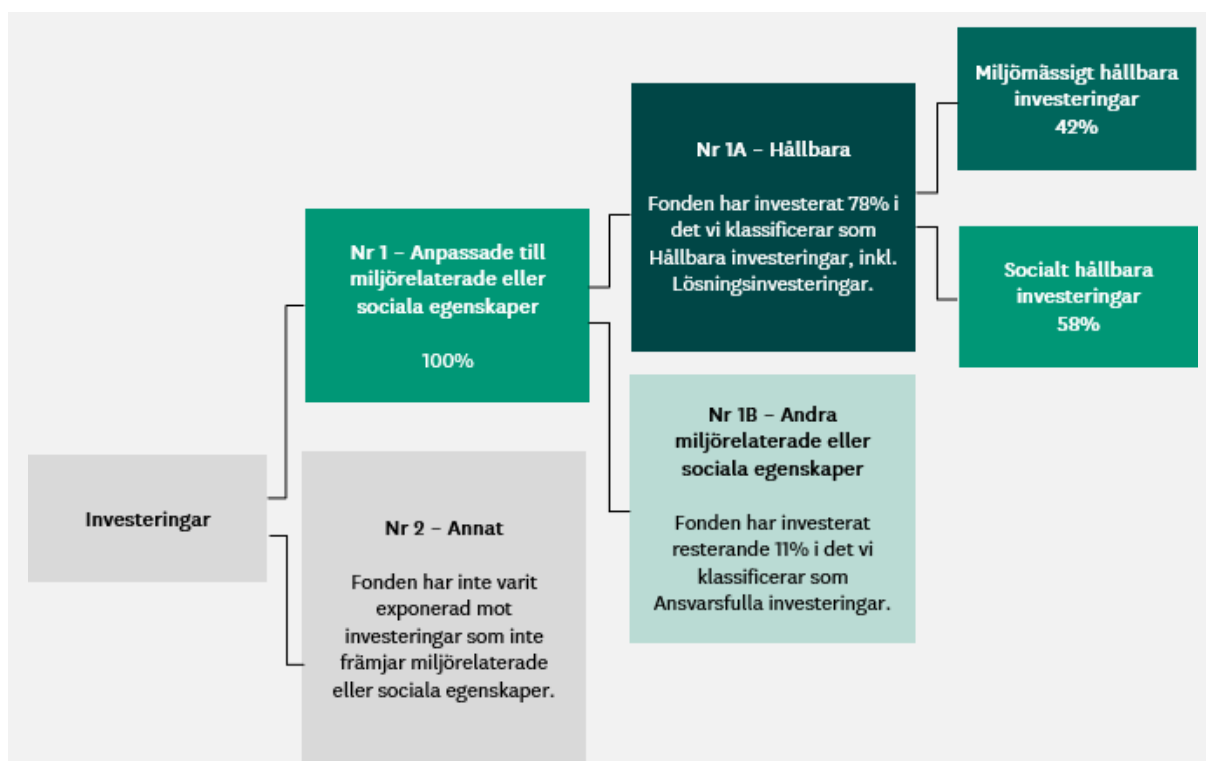 Investeringar
Nr 1 – Anpassade till
miljörelaterade eller
sociala egenskaper
100%
Nr 2 – Annat
Fonden har inte varit
exponerad mot
investeringar som inte
främjar miljörelaterade
eller sociala egenskaper.
Nr 1A – Hållbara
Fonden har investerat 78% i
det vi klassificerar som
Hållbara investeringar, inkl.
Lösningsinvesteringar.
Nr 1B – Andra
miljörelaterade eller
sociala egenskaper
Fonden har investerat
resterande 11% i det vi
klassificerar som
Ansvarsfulla investeringar.
Miljömässigt hållbara
investeringar
42%
Socialt hållbara
investeringar
58%